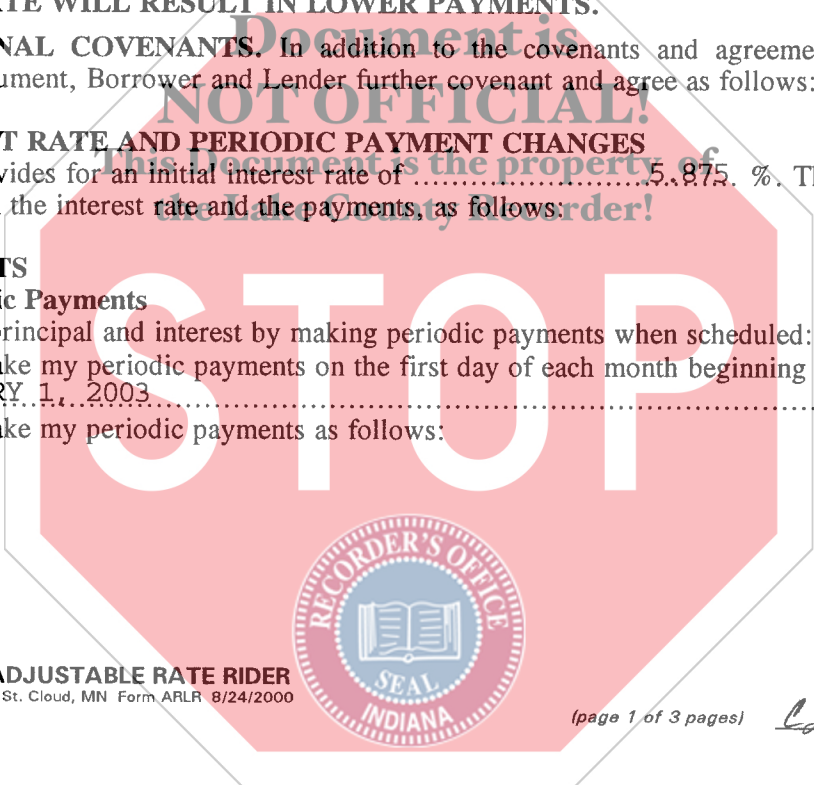 ATE WILL RESULT IN LOWER PAYMENTS.
Document is
NAL COVENANTS. In addition to the covenants and agreeme
ument, Borrower and Lender further covenant and agree as follows:
NOT OFFICIAL!
T RATE AND PERIODIC PAYMENT CHANGES
This Document is the property of
vides for an initial interest rate of ........................5.875. %. T
the interest rate and the payments, as follows:
the Lake County Recorder!
TS
ic Payments
STOP
principal and interest by making periodic payments when scheduled:
ake my periodic payments on the first day of each month beginning
RY 1, 2003
ake my periodic payments as follows:
RECORDER'S OFFICE
SEAL
INDIANA
ADJUSTABLE RATE RIDER
St. Cloud, MN Form ARLR 8/24/2000
(page 1 of 3 pages)